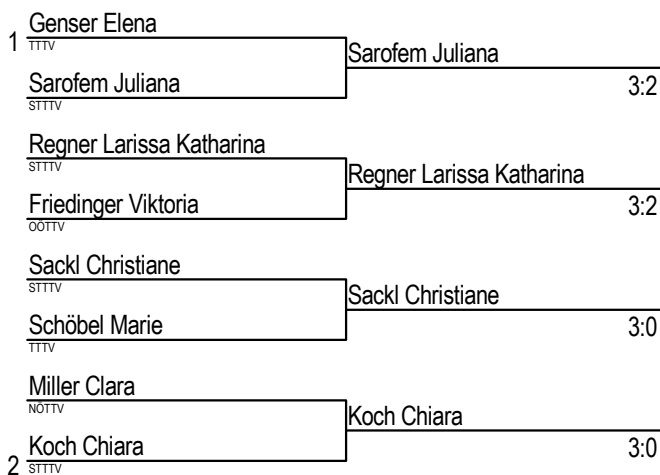 Genser Elena
1 TTTV
Sarofem Juliana
Sarofem Juliana
STTTV
3:2
Regner Larissa Katharina
STTTV
Regner Larissa Katharina
Friedinger Viktoria
OÖTTV
3:2
Sackl Christiane
STTTV
Sackl Christiane
Schöbel Marie
TTTV
3:0
Miller Clara
NÖTTV
Koch Chiara
Koch Chiara
2 STTTV
3:0